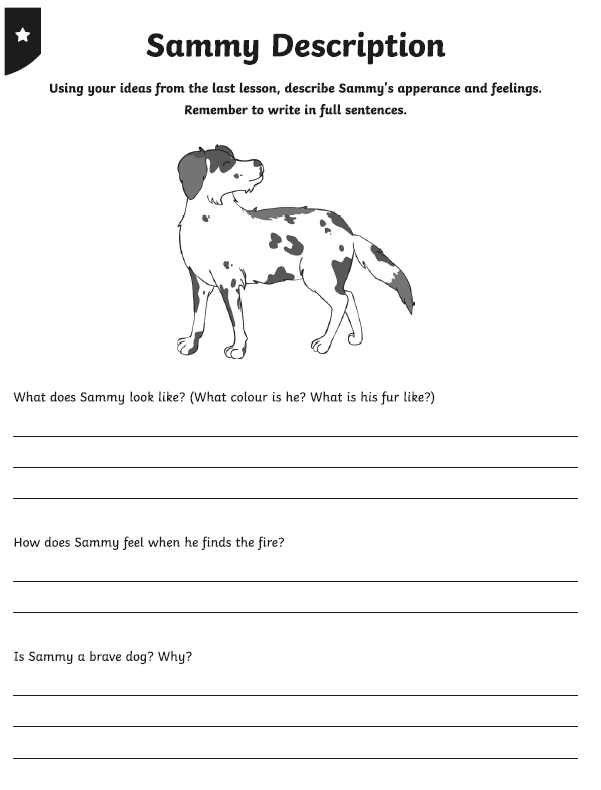 Sammy Description
Using your ideas from the last lesson, describe Sammy's apperance and feelings.
Remember to write in full sentences.
What does Sammy look like? (What colour is he? What is his fur like?)
How does Sammy feel when he finds the fire?
Is Sammy a brave dog? Why?